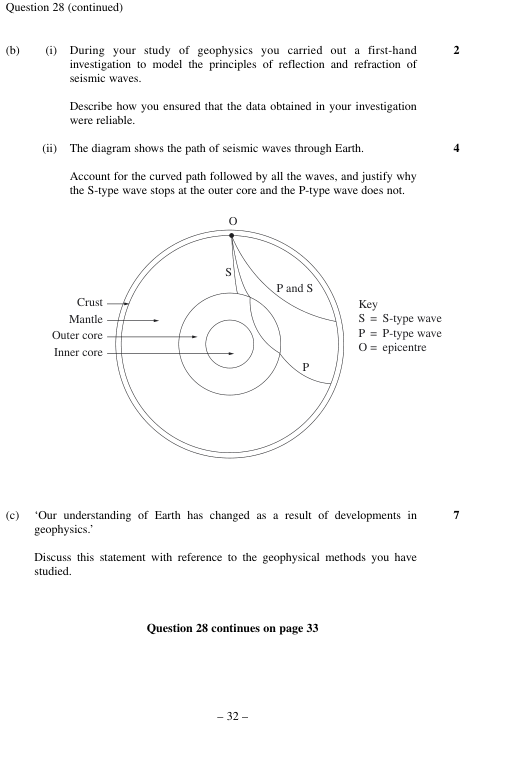 Question 28 (continued)
(b) (i) During your study of geophysics you carried out a first-hand 2
investigation to model the principles of reflection and refraction of
seismic waves.
Describe how you ensured that the data obtained in your investigation
were reliable.
(ii) The diagram shows the path of seismic waves through Earth. 4
Account for the curved path followed by all the waves, and justify why
the S-type wave stops at the outer core and the P-type wave does not.
O
S
P and S
Crust
Mantle
Outer core
Inner core
P
Key
S = S-type wave
P = P-type wave
O = epicentre
(c) ‘Our understanding of Earth has changed as a result of developments in 7
geophysics.’
Discuss this statement with reference to the geophysical methods you have
studied.
Question 28 continues on page 33
– 32 –